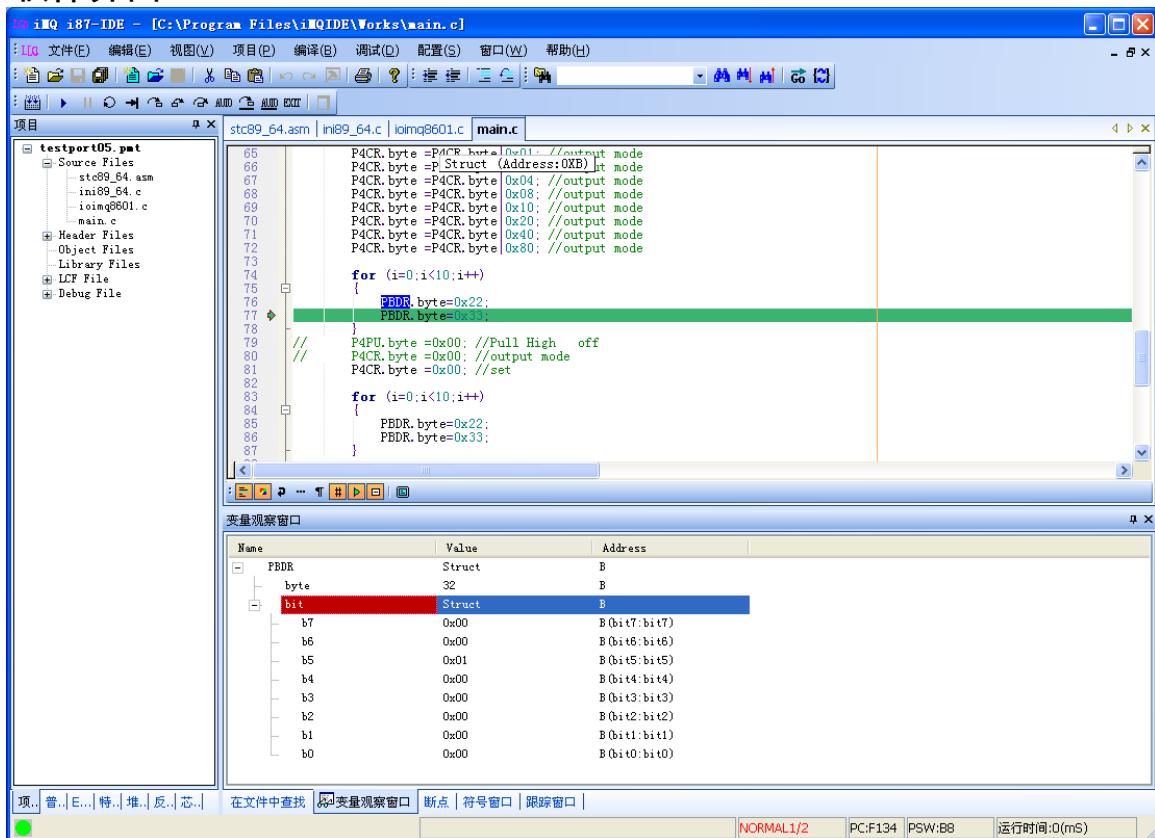 iMQ i87-IDE - [C:\Program Files\iMQIDE\Works\main.c]
文件(F) 编辑(E) 视图(V) 项目(P) 编译(B) 调试(D) 配置(S) 窗口(W) 帮助(H)
项目
testport05.pmt
Source Files
stc89_64.asm
ini89_64.c
ioimq8601.c
main.c
Header Files
Object Files
Library Files
LCF File
Debug File
stc89_64.asm | ini89_64.c | ioimq8601.c | main.c
65 P4CR.byte =P4CR.byte|0x01; //output mode
66 P4CR.byte =P Struct (Address:0XB) ut mode
67 P4CR.byte =P4CR.byte|0x04; //output mode
68 P4CR.byte =P4CR.byte|0x08; //output mode
69 P4CR.byte =P4CR.byte|0x10; //output mode
70 P4CR.byte =P4CR.byte|0x20; //output mode
71 P4CR.byte =P4CR.byte|0x40; //output mode
72 P4CR.byte =P4CR.byte|0x80; //output mode
73
74 for (i=0;i<10;i++)
75 {
76 PBDR.byte=0x22;
77 PBDR.byte=0x33;
78 }
79 // P4PU.byte =0x00; //Pull High off
80 // P4CR.byte =0x00; //output mode
81 P4CR.byte =0x00; //set
82
83 for (i=0;i<10;i++)
84 {
85 PBDR.byte=0x22;
86 PBDR.byte=0x33;
87 }
变量观察窗口
Name Value Address
PBDR Struct B
byte 32 B
bit Struct B
b7 0x00 B(bit7:bit7)
b6 0x00 B(bit6:bit6)
b5 0x01 B(bit5:bit5)
b4 0x00 B(bit4:bit4)
b3 0x00 B(bit3:bit3)
b2 0x00 B(bit2:bit2)
b1 0x00 B(bit1:bit1)
b0 0x00 B(bit0:bit0)
项.. 普.. E... 特.. 堆.. 反.. 芯.. 在文件中查找 变量观察窗口 断点 符号窗口 跟踪窗口
NORMAL1/2 PC:F134 PSW:B8 运行时间:0(mS)